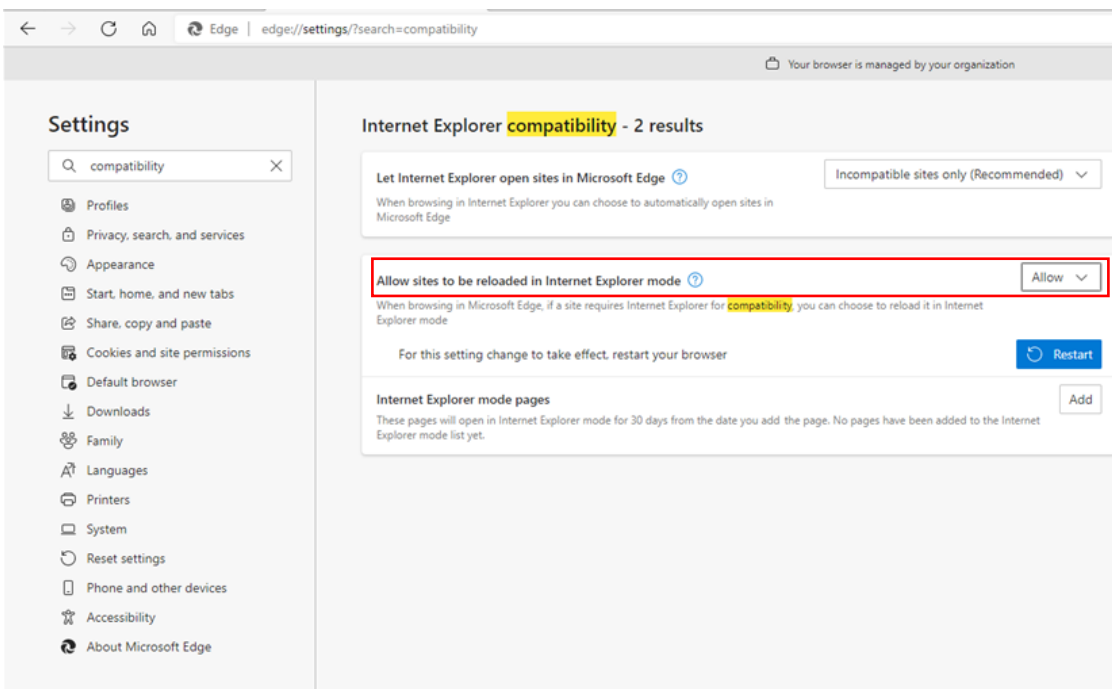 Edge | edge://settings/?search=compatibility
Your browser is managed by your organization
Settings
compatibility
Profiles
Privacy, search, and services
Appearance
Start, home, and new tabs
Share, copy and paste
Cookies and site permissions
Default browser
Downloads
Family
Languages
Printers
System
Reset settings
Phone and other devices
Accessibility
About Microsoft Edge
Internet Explorer compatibility - 2 results
Let Internet Explorer open sites in Microsoft Edge
Incompatible sites only (Recommended)
When browsing in Internet Explorer you can choose to automatically open sites in
Microsoft Edge
Allow sites to be reloaded in Internet Explorer mode
Allow
When browsing in Microsoft Edge, if a site requires Internet Explorer for compatibility, you can choose to reload it in Internet
Explorer mode
For this setting change to take effect, restart your browser
Restart
Internet Explorer mode pages
Add
These pages will open in Internet Explorer mode for 30 days from the date you add the page. No pages have been added to the Internet
Explorer mode list yet.